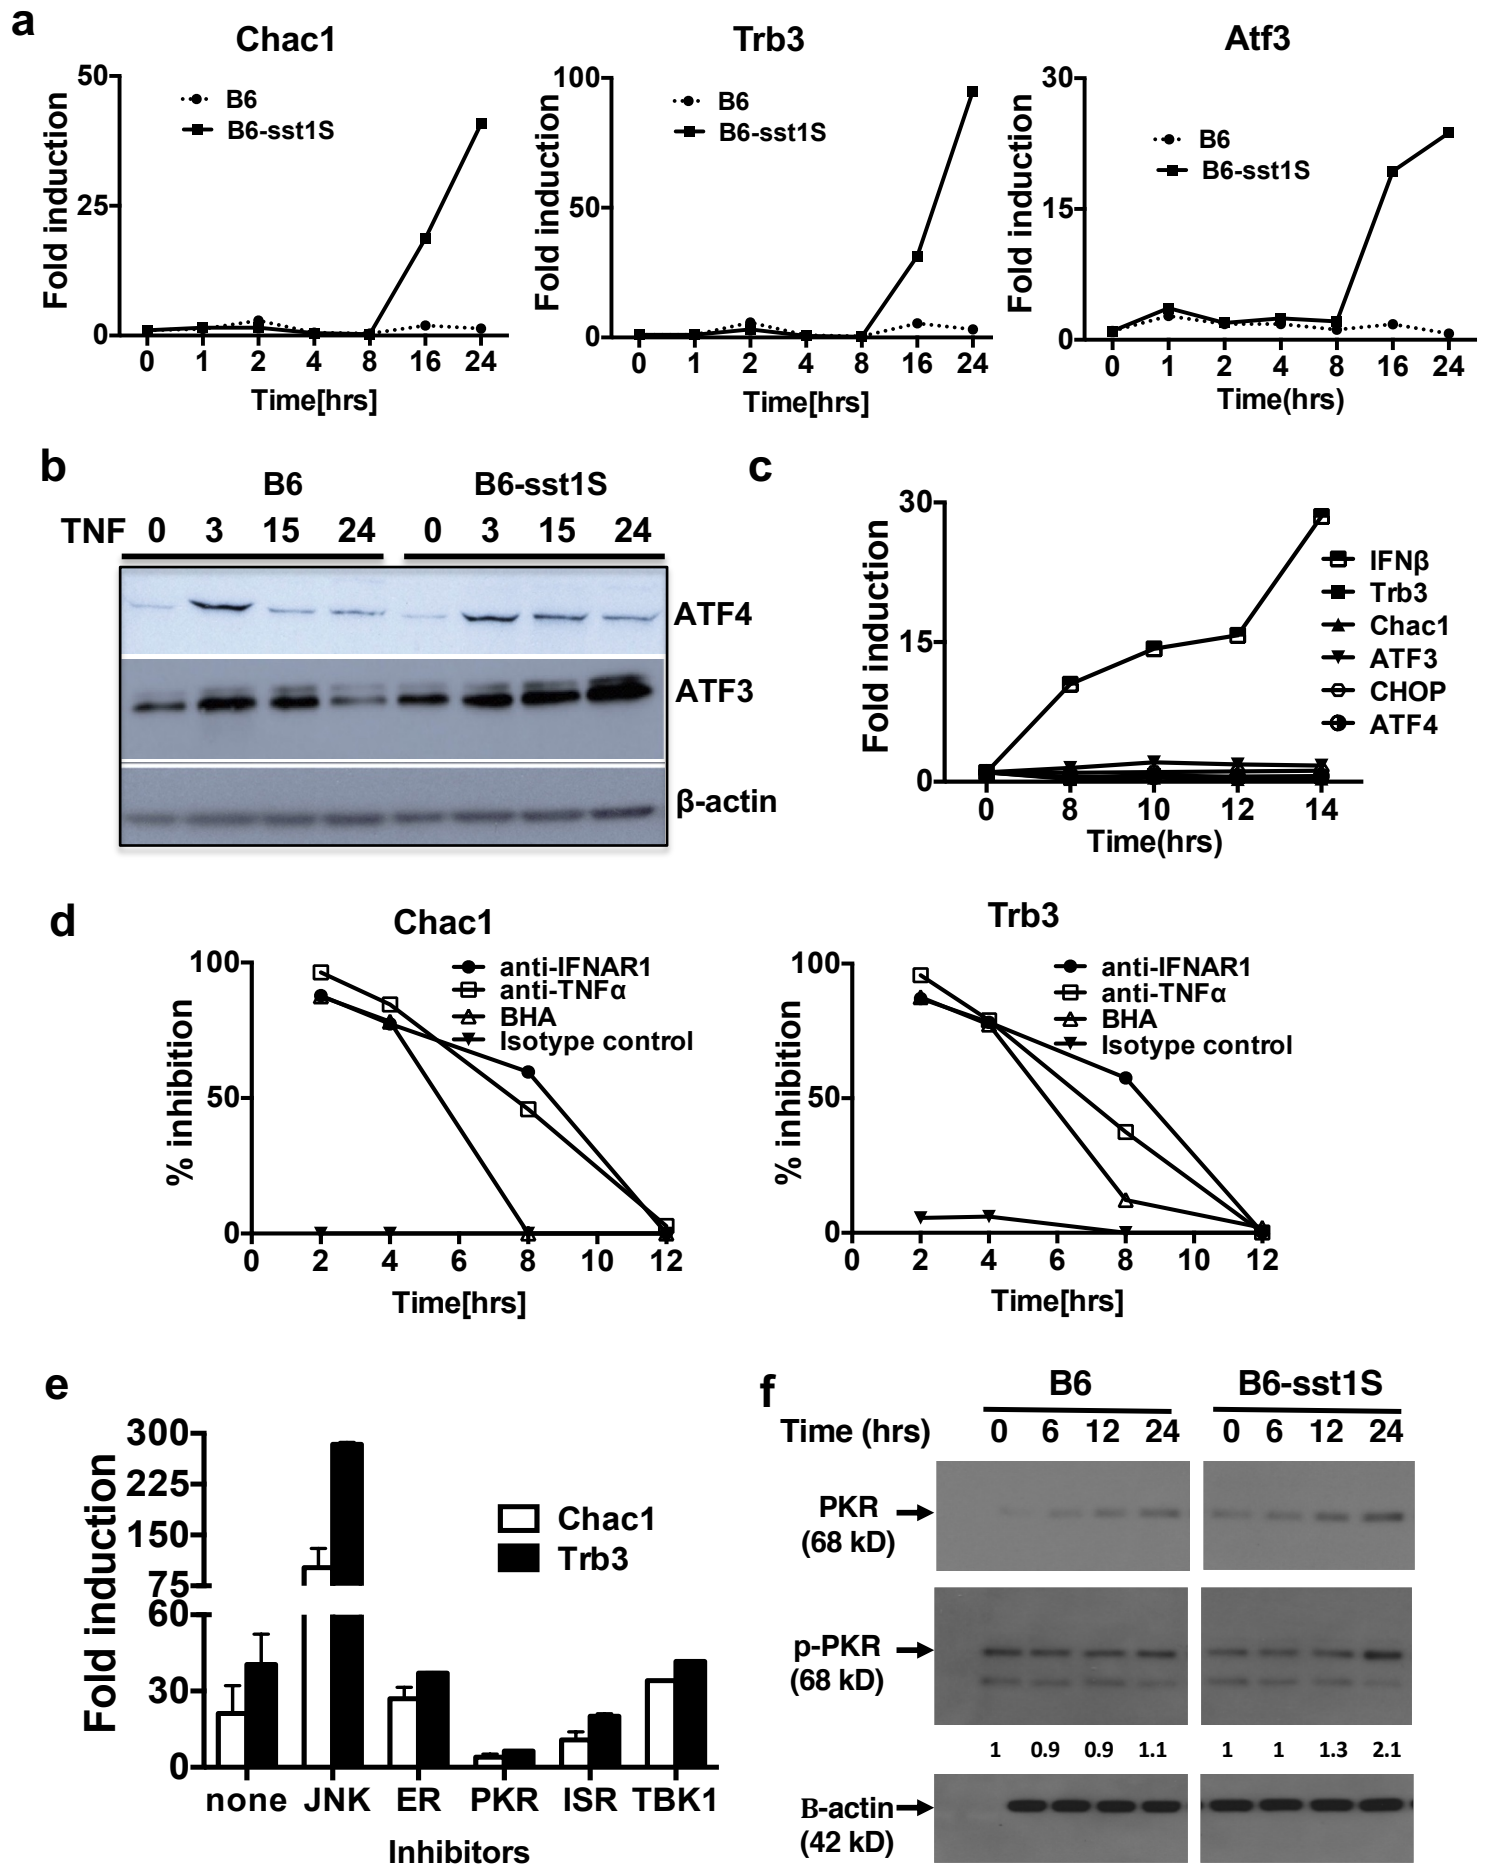 a
Chac1
Fold induction
50
25
0
B6
B6-sst1S
0 1 2 4 8 16 24
Time[hrs]
Trb3
Fold induction
100
50
0
B6
B6-sst1S
0 1 2 4 8 16 24
Time[hrs]
Atf3
Fold induction
30
15
0
B6
B6-sst1S
0 1 2 4 8 16 24
Time(hrs)
b
B6 B6-sst1S
TNF 0 3 15 24 0 3 15 24
ATF4
ATF3
β-actin
c
Fold induction
30
15
0
IFNβ
Trb3
Chac1
ATF3
CHOP
ATF4
0 8 10 12 14
Time(hrs)
d
Chac1
% inhibition
100
50
0
anti-IFNAR1
anti-TNFα
BHA
Isotype control
0 2 4 6 8 10 12
Time[hrs]
Trb3
% inhibition
100
50
0
anti-IFNAR1
anti-TNFα
BHA
Isotype control
0 2 4 6 8 10 12
Time[hrs]
e
Fold induction
300
225
150
75
60
30
0
Chac1
Trb3
none JNK ER PKR ISR TBK1
Inhibitors
f
B6 B6-sst1S
Time (hrs) 0 6 12 24 0 6 12 24
PKR
(68 kD)
p-PKR
(68 kD)
1 0.9 0.9 1.1 1 1 1.3 2.1
B-actin
(42 kD)